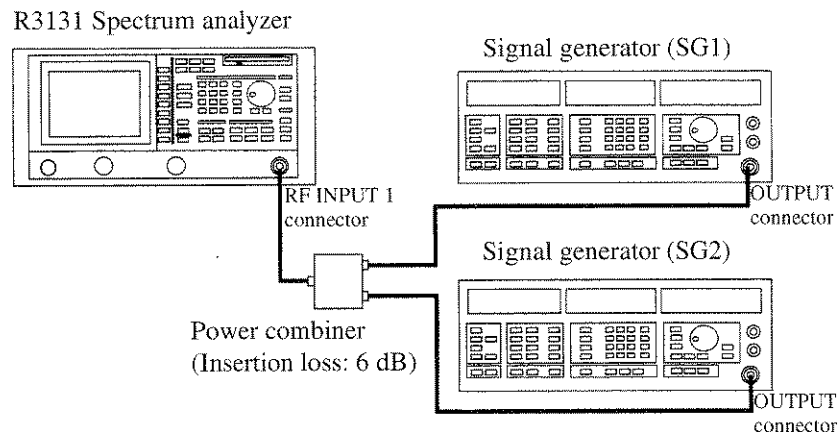 R3131 Spectrum analyzer
Signal generator (SG1)
RF INPUT 1
connector
OUTPUT
connector
Signal generator (SG2)
Power combiner
(Insertion loss: 6 dB)
OUTPUT
connector